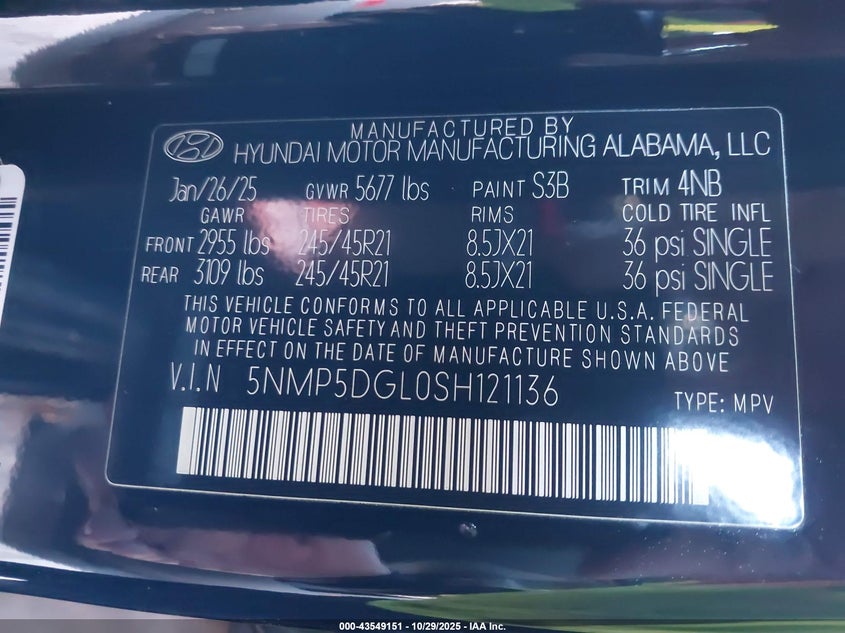 MANUFACTURED BY
HYUNDAI MOTOR MANUFACTURING ALABAMA, LLC
Jan/26/25 GVWR 5677 lbs PAINT S3B TRIM 4NB
GAWR TIRES RIMS COLD TIRE INFL
FRONT 2955 lbs 245/45R21 8.5JX21 36 psi SINGLE
REAR 3109 lbs 245/45R21 8.5JX21 36 psi SINGLE
THIS VEHICLE CONFORMS TO ALL APPLICABLE U.S.A. FEDERAL
MOTOR VEHICLE SAFETY AND THEFT PREVENTION STANDARDS
IN EFFECT ON THE DATE OF MANUFACTURE SHOWN ABOVE
V.I.N 5NMP5DGL0SH121136
TYPE: MPV
000-43549151 - 10/29/2025 - IAA Inc.